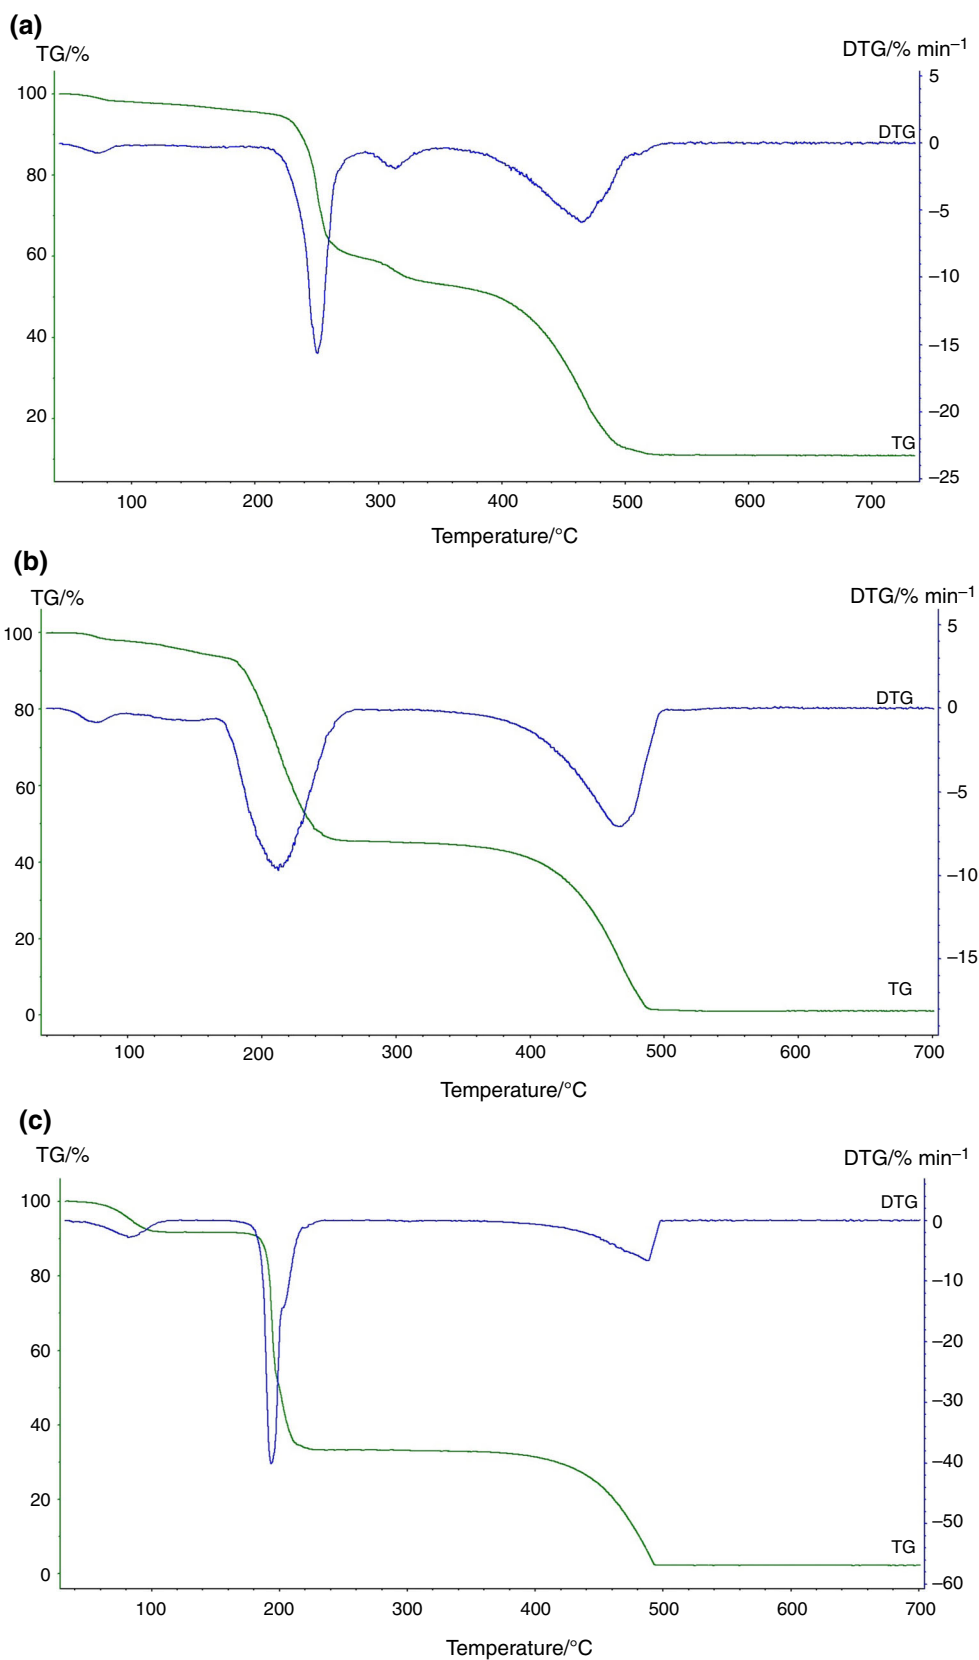 (a)
TG/%
DTG/% min–1
100
80
60
40
20
5
0
–5
–10
–15
–20
–25
DTG
TG
100 200 300 400 500 600 700
Temperature/°C
(b)
TG/%
DTG/% min–1
100
80
60
40
20
0
5
0
–5
–10
–15
DTG
TG
100 200 300 400 500 600 700
Temperature/°C
(c)
TG/%
DTG/% min–1
100
80
60
40
20
0
0
–10
–20
–30
–40
–50
–60
DTG
TG
100 200 300 400 500 600 700
Temperature/°C